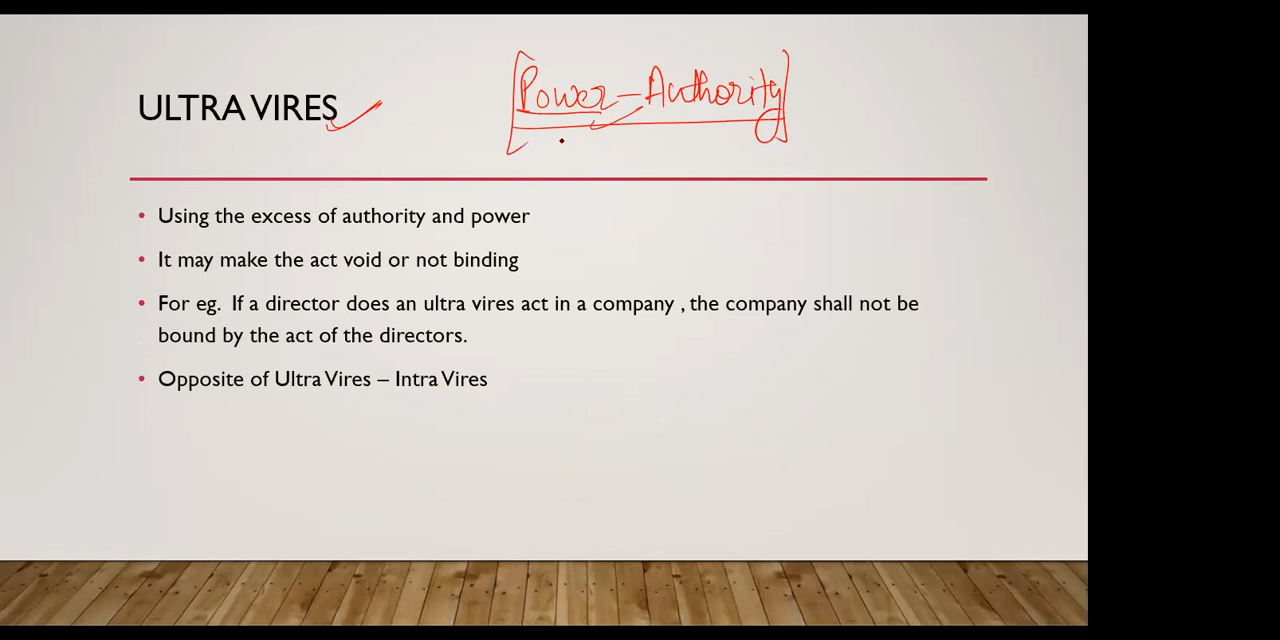 Power - Authority
ULTRA VIRES
• Using the excess of authority and power
• It may make the act void or not binding
• For eg. If a director does an ultra vires act in a company , the company shall not be
bound by the act of the directors.
• Opposite of Ultra Vires – Intra Vires